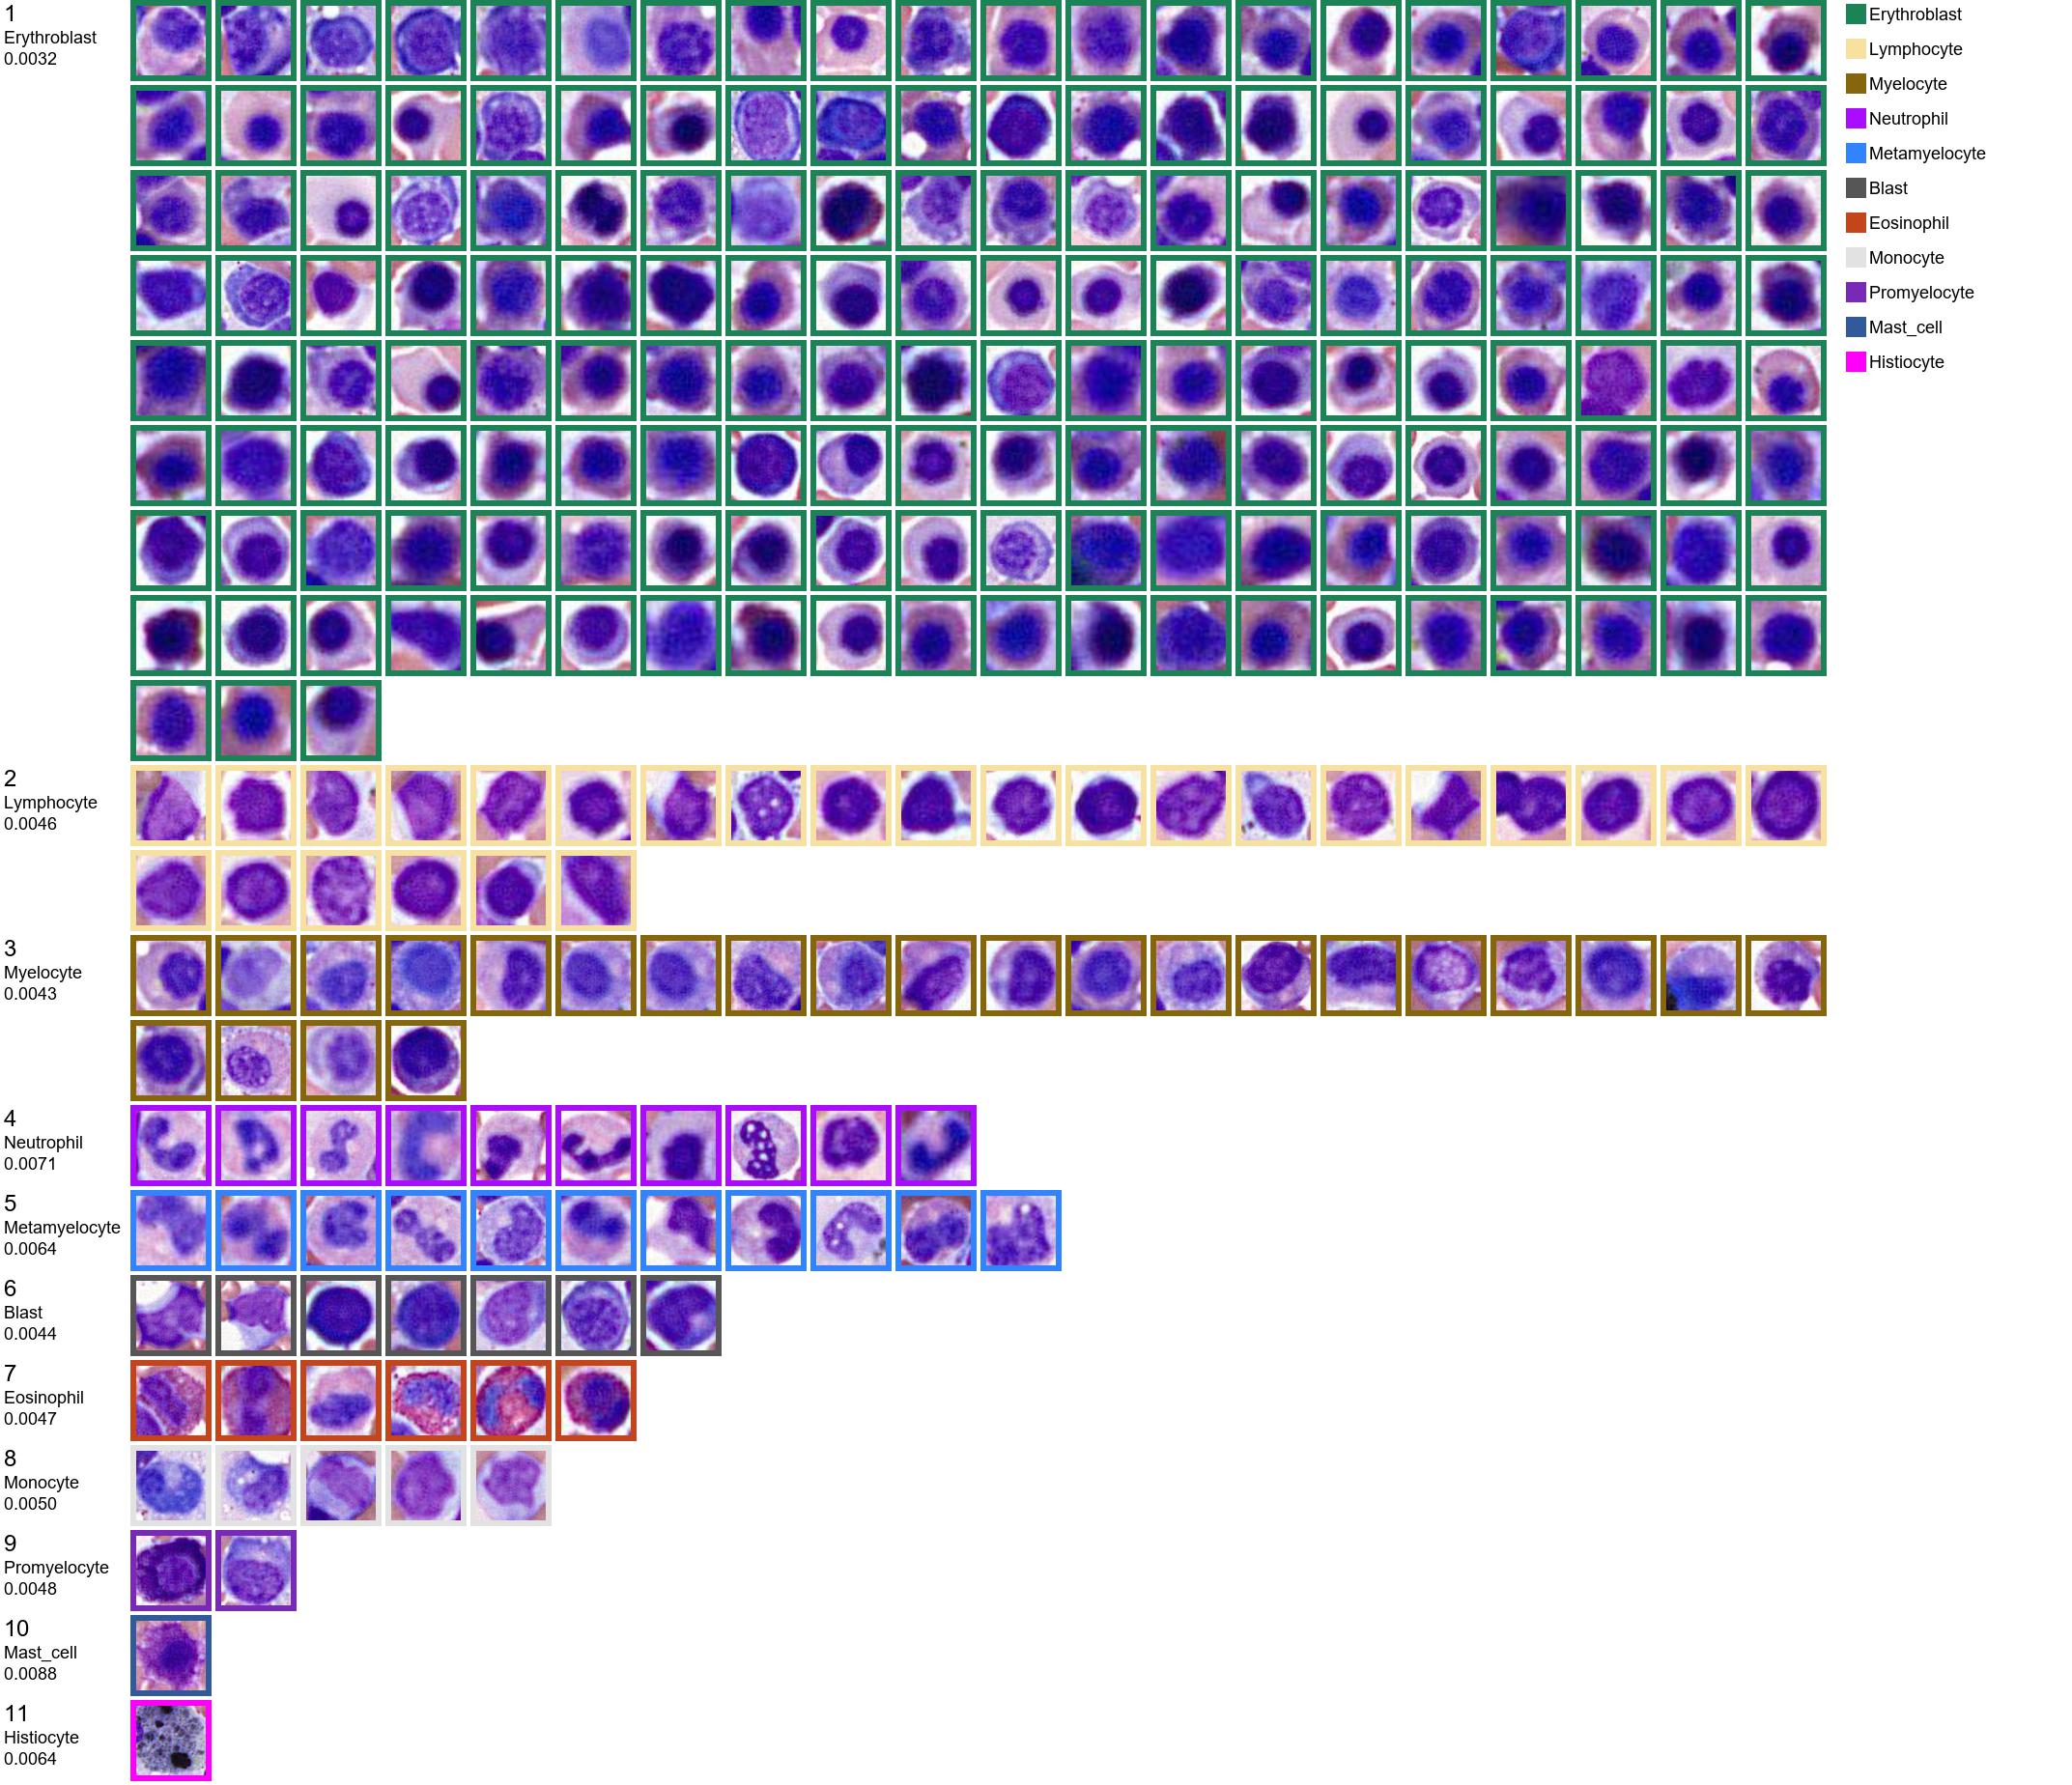 1
Erythroblast
0.0032
2
Lymphocyte
0.0046
3
Myelocyte
0.0043
4
Neutrophil
0.0071
5
Metamyelocyte
0.0064
6
Blast
0.0044
7
Eosinophil
0.0047
8
Monocyte
0.0050
9
Promyelocyte
0.0048
10
Mast_cell
0.0088
11
Histiocyte
0.0064
Erythroblast
Lymphocyte
Myelocyte
Neutrophil
Metamyelocyte
Blast
Eosinophil
Monocyte
Promyelocyte
Mast_cell
Histiocyte